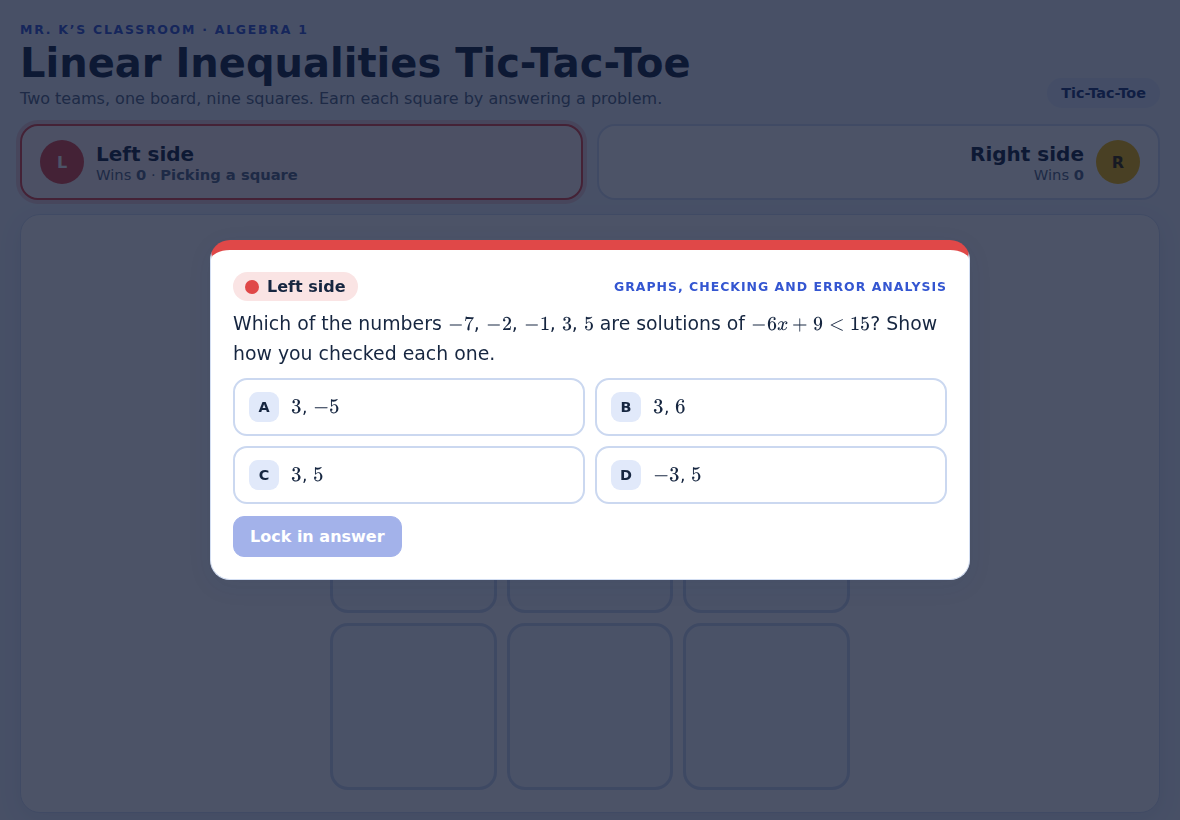 MR. K'S CLASSROOM · ALGEBRA 1
Linear Inequalities Tic-Tac-Toe
Two teams, one board, nine squares. Earn each square by answering a problem.
Tic-Tac-Toe
L
Left side
Wins 0 · Picking a square
Right side
Wins 0
R
Left side
GRAPHS, CHECKING AND ERROR ANALYSIS
Which of the numbers −7, −2, −1, 3, 5 are solutions of −6x + 9 < 15? Show
how you checked each one.
A 3, −5
B 3, 6
C 3, 5
D −3, 5
Lock in answer